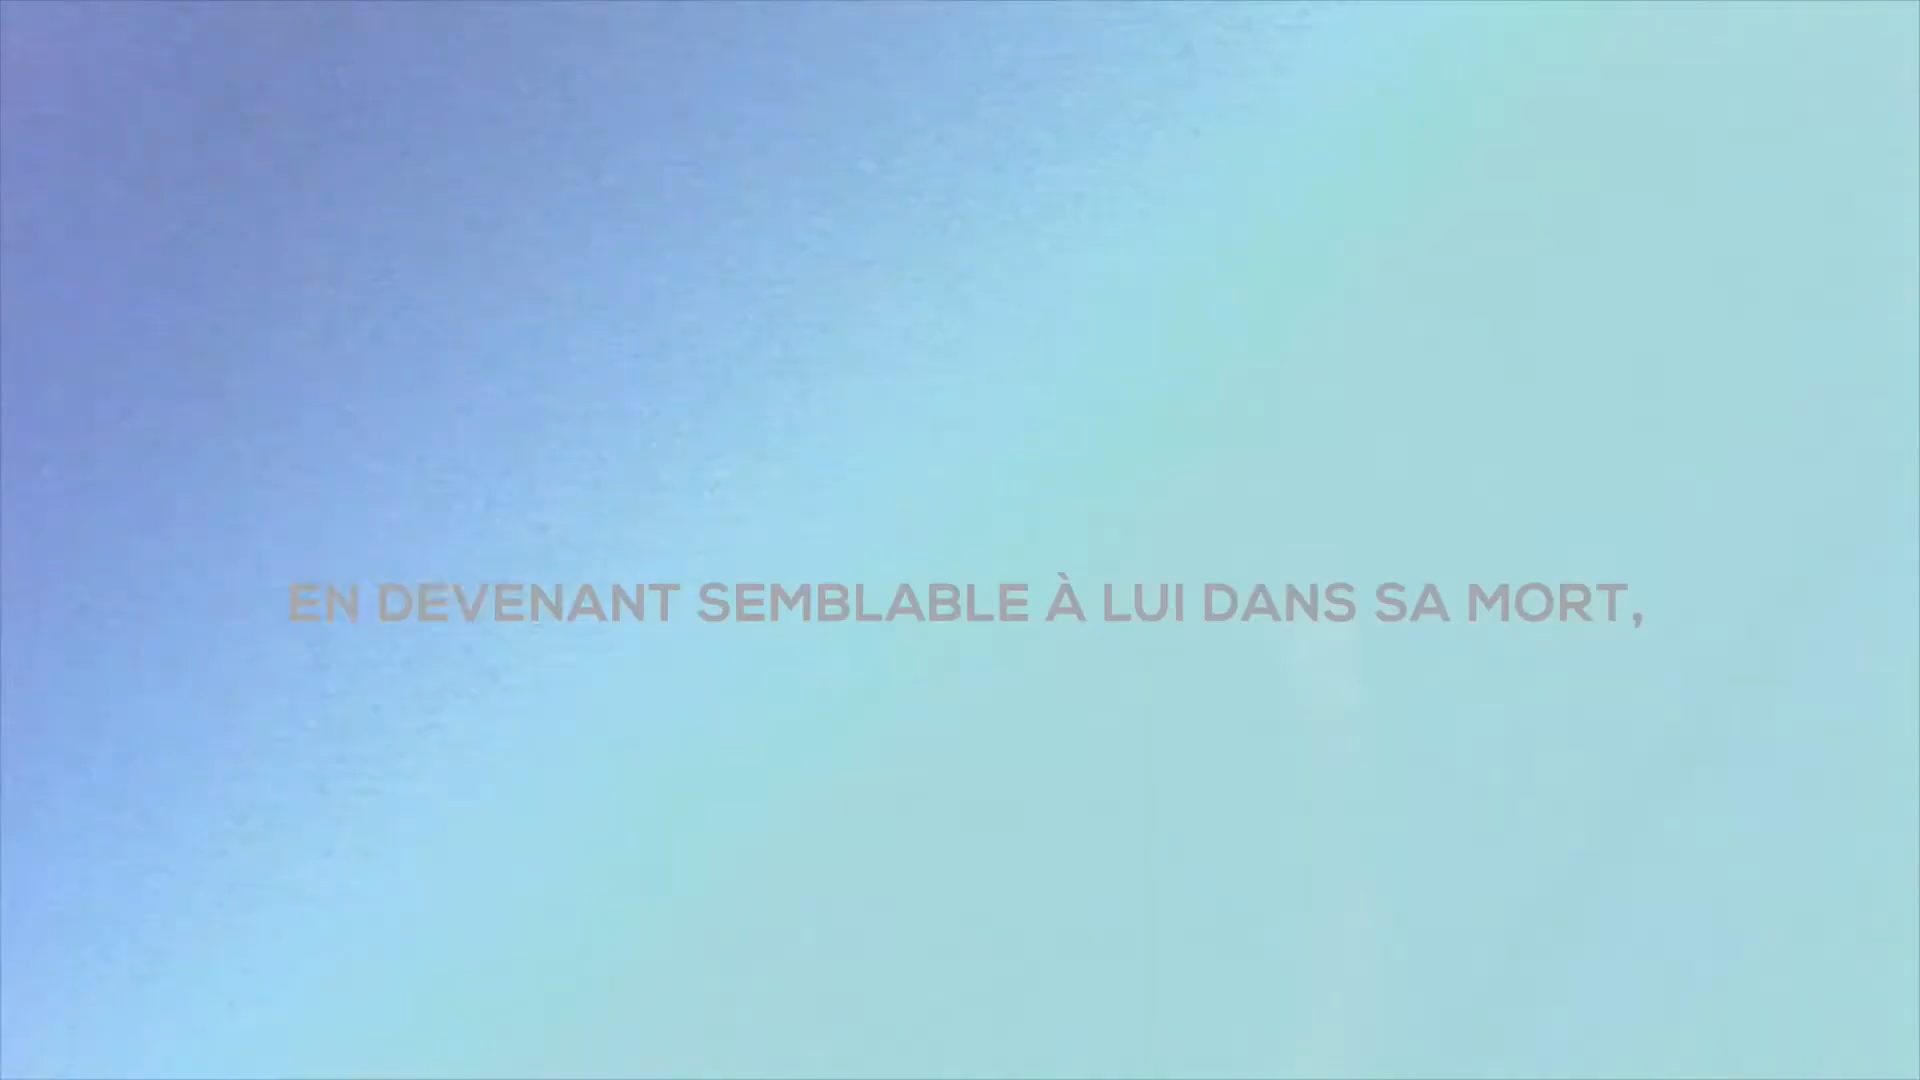 EN DEVENANT SEMBLABLE À LUI DANS SA MORT,